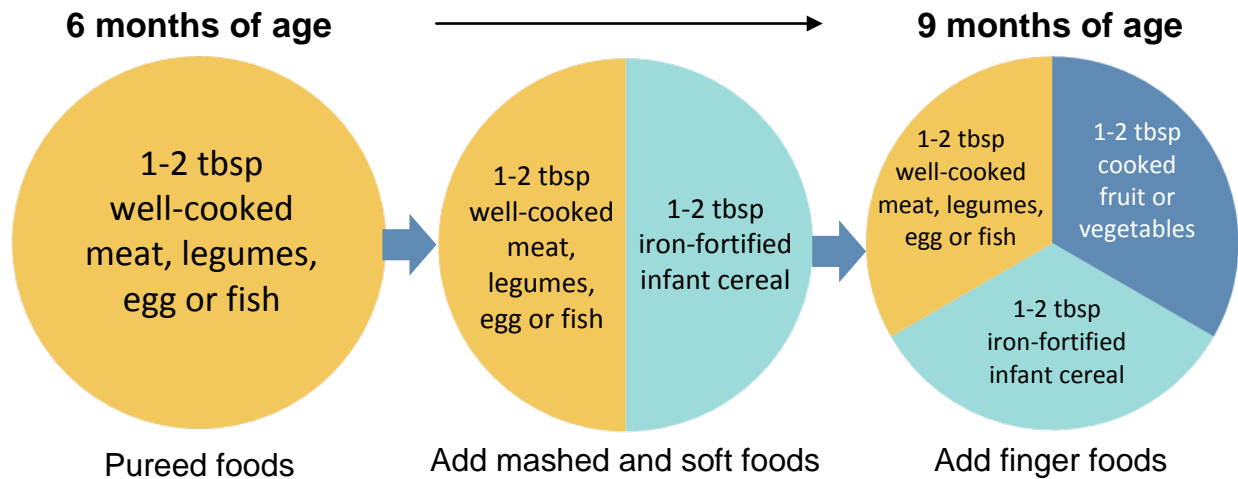 6 months of age
9 months of age
1-2 tbsp
well-cooked
meat, legumes,
egg or fish
1-2 tbsp
well-cooked
meat,
legumes,
egg or fish
1-2 tbsp
iron-fortified
infant cereal
1-2 tbsp
well-cooked
meat, legumes,
egg or fish
1-2 tbsp
cooked
fruit or
vegetables
1-2 tbsp
iron-fortified
infant cereal
Pureed foods
Add mashed and soft foods
Add finger foods